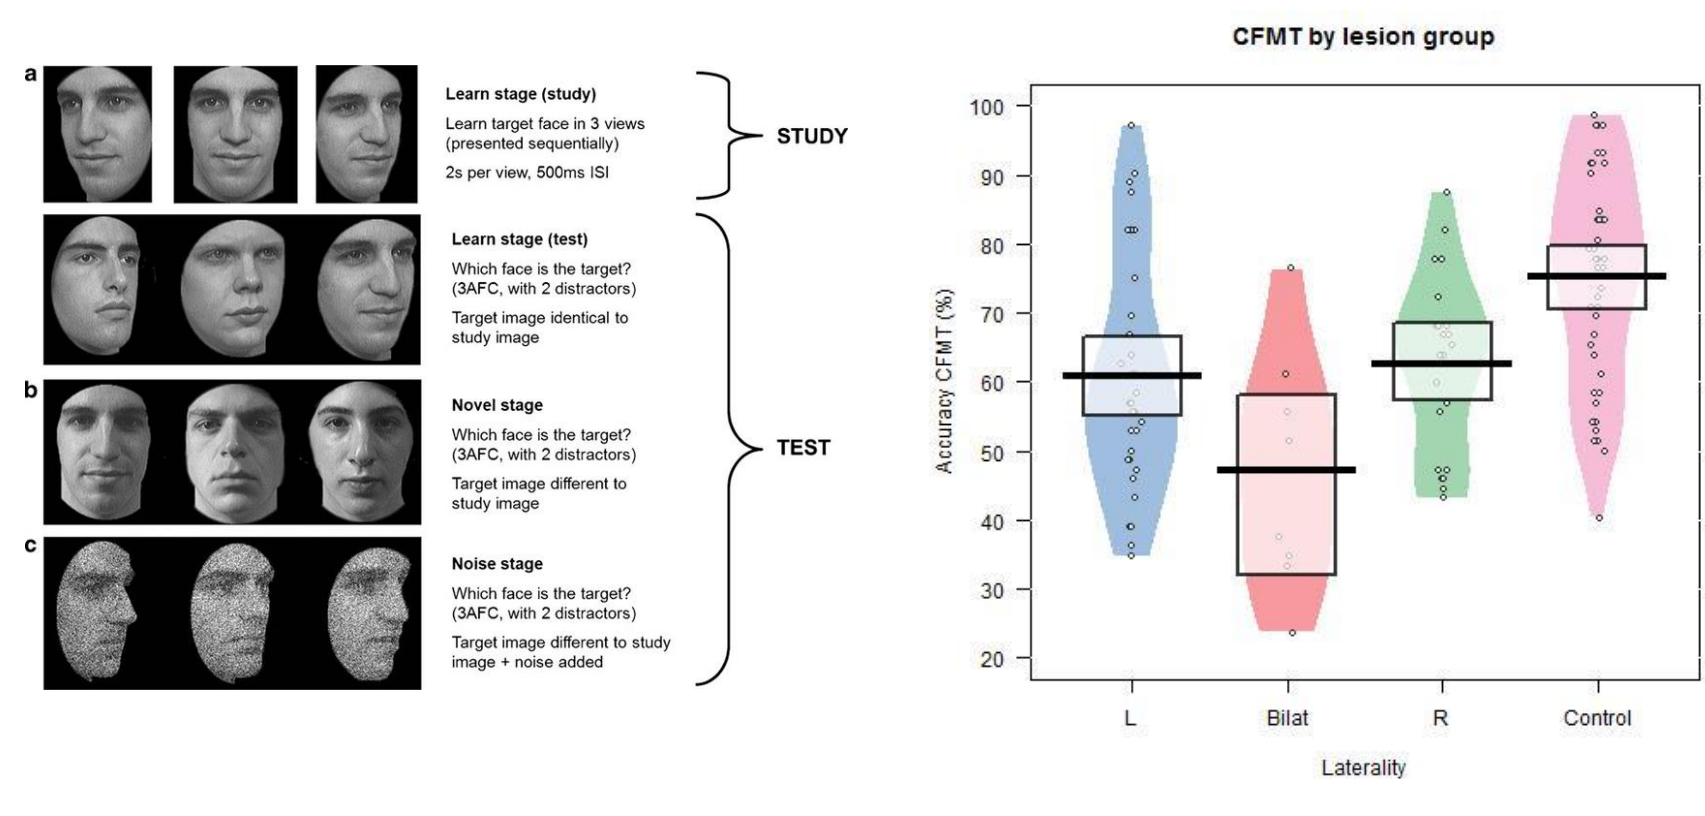 a
Learn stage (study)
Learn target face in 3 views
(presented sequentially)
2s per view, 500ms ISI
STUDY
Learn stage (test)
Which face is the target?
(3AFC, with 2 distractors)
Target image identical to
study image
b
Novel stage
Which face is the target?
(3AFC, with 2 distractors)
Target image different to
study image
TEST
c
Noise stage
Which face is the target?
(3AFC, with 2 distractors)
Target image different to study
image + noise added
CFMT by lesion group
Accuracy CFMT (%)
100
90
80
70
60
50
40
30
20
L Bilat R Control
Laterality